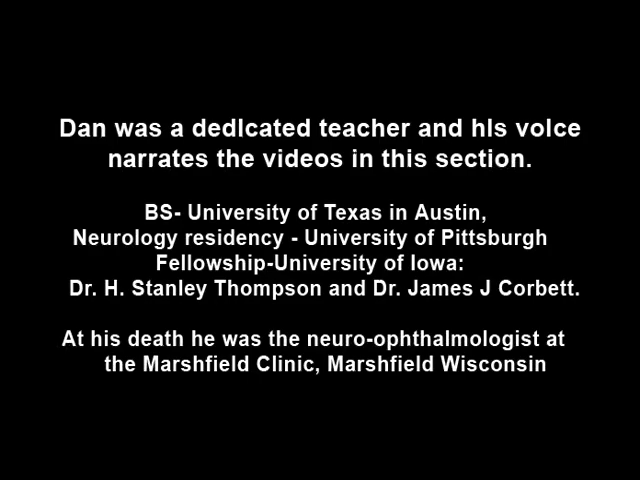 Dan was a dedicated teacher and his voice
narrates the videos in this section.
BS- University of Texas in Austin,
Neurology residency - University of Pittsburgh
Fellowship-University of Iowa:
Dr. H. Stanley Thompson and Dr. James J Corbett.
At his death he was the neuro-ophthalmologist at
the Marshfield Clinic, Marshfield Wisconsin